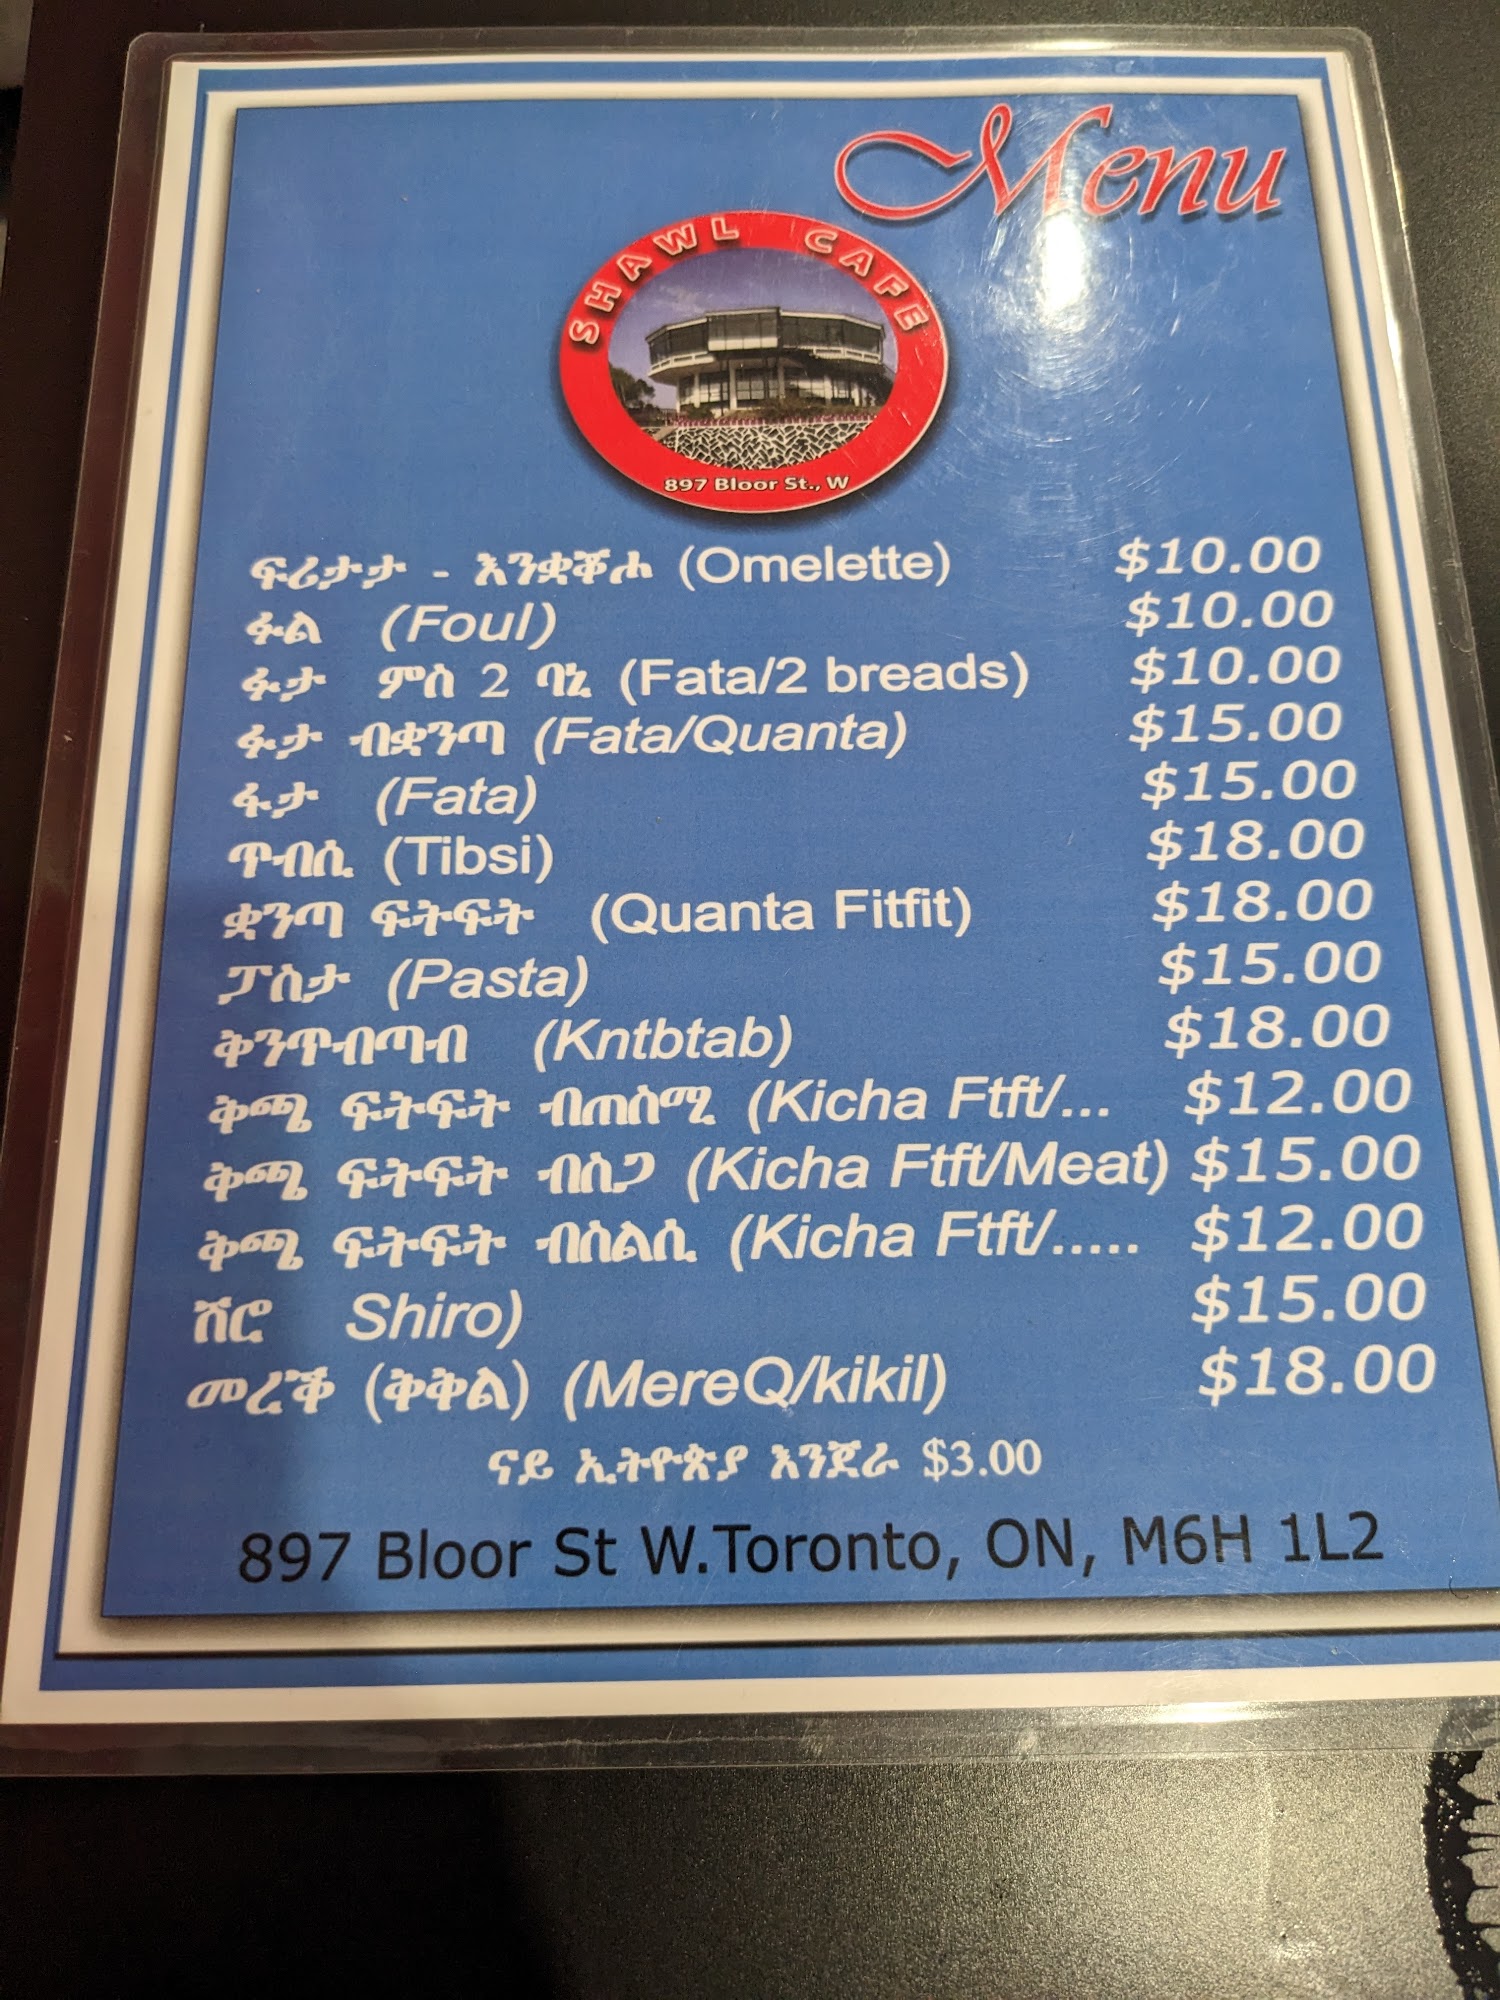 Menu
SHAWL CAFE
897 Bloor St., W
ፍሪታታ - እንቋቑሖ (Omelette) $10.00
ፉል (Foul) $10.00
ፉታ ምስ 2 ባኒ (Fata/2 breads) $10.00
ፉታ ብቋንጣ (Fata/Quanta) $15.00
ፋታ (Fata) $15.00
ጥብሲ (Tibsi) $18.00
ቋንጣ ፍትፍት (Quanta Fitfit) $18.00
ፓስታ (Pasta) $15.00
ቅንጥብጣብ (Kntbtab) $18.00
ቅጫ ፍትፍት ብጠስሚ (Kicha Ftft/... $12.00
ቅጫ ፍትፍት ብስጋ (Kicha Ftft/Meat) $15.00
ቅጫ ፍትፍት ብስልሲ (Kicha Ftft/..... $12.00
ሽሮ Shiro) $15.00
መረቕ (ቅቅል) (MereQ/kikil) $18.00
ናይ ኢትዮጵያ እንጀራ $3.00
897 Bloor St W.Toronto, ON, M6H 1L2